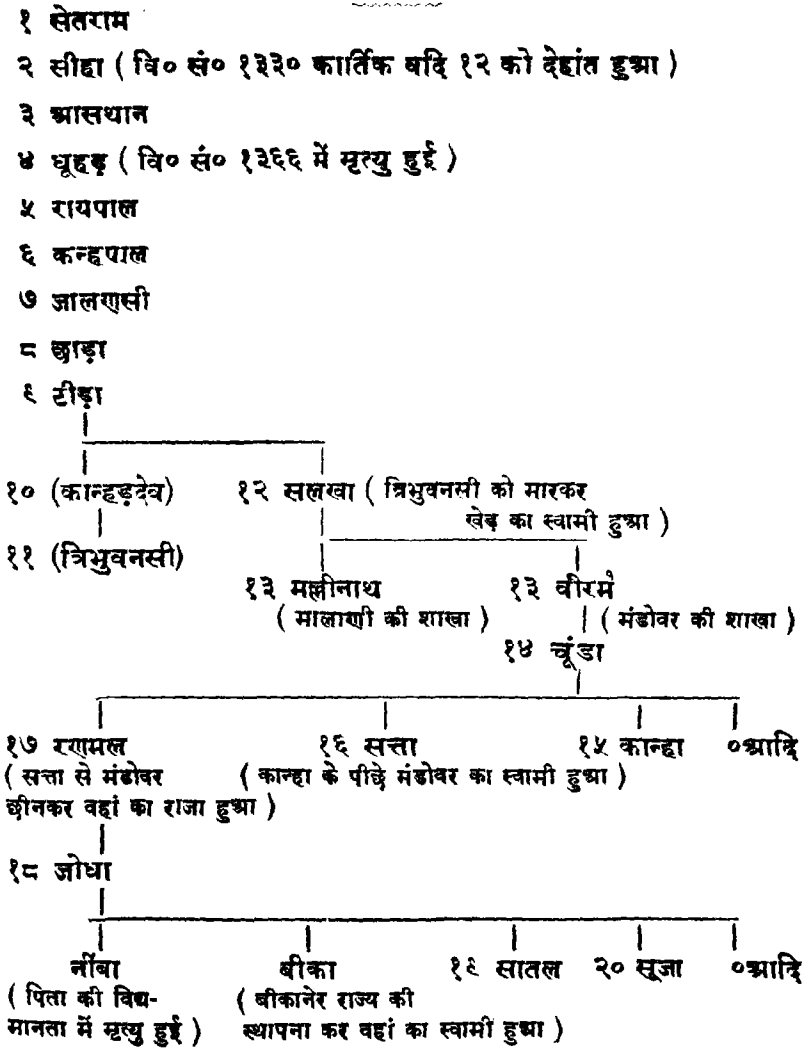 १ सेतराम
२ सीहा ( वि० सं० १३३० कार्तिक वदि १२ को देहांत हुआ )
३ आसथान
४ धूहड़ ( वि० सं० १३६६ में मृत्यु हुई )
५ रायपाल
६ कन्हपाल
७ जालणसी
८ छाड़ा
९ टीड़ा
१० (कान्हड़देव) १२ सलखा ( त्रिभुवनसी को मारकर
खेड़ का स्वामी हुआ )
११ (त्रिभुवनसी)
१३ मल्लीनाथ १३ वीरम
( मालाणी की शाखा ) ( मंडोवर की शाखा )
१४ चूंडा
१७ रणमल १६ सत्ता १५ कान्हा ०आदि
( सत्ता से मंडोवर ( कान्हा के पीछे मंडोवर का स्वामी हुआ )
छीनकर वहां का राजा हुआ )
१८ जोधा
नींबा बीका १९ सातल २० सूजा ०आदि
( पिता की विद्य- ( बीकानेर राज्य की
मानता में मृत्यु हुई ) स्थापना कर वहां का स्वामी हुआ )